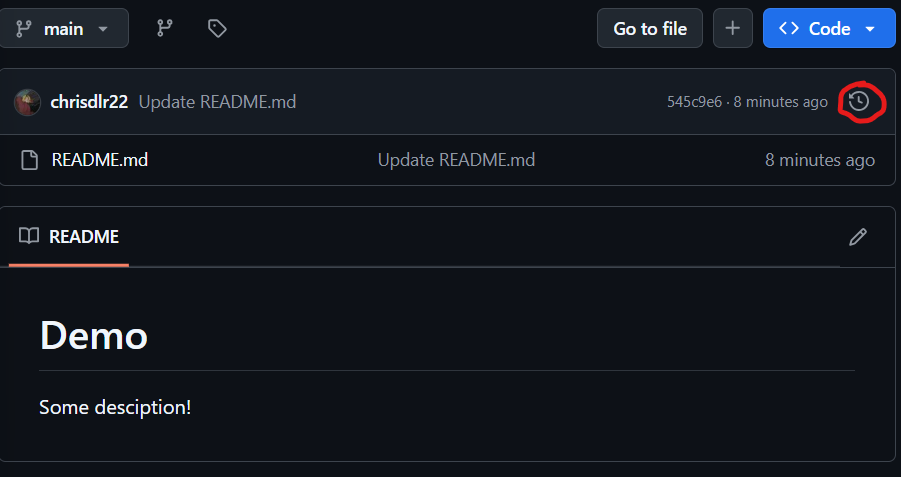 main Go to file Code
chrisdlr22 Update README.md 545c9e6 · 8 minutes ago
README.md Update README.md 8 minutes ago
README
Demo
Some desciption!